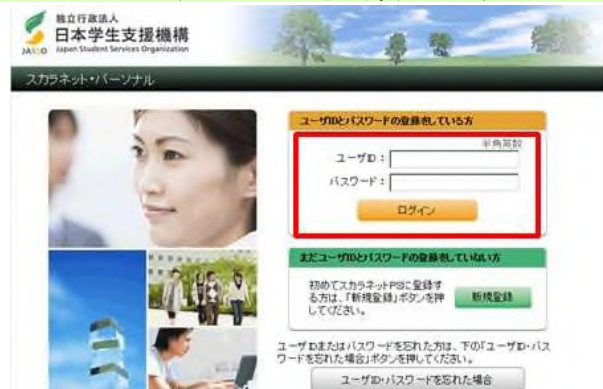 独立行政法人
日本学生支援機構
JASSO Japan Student Services Organization
スカラネット・パーソナル
ユーザIDとパスワードの登録をしている方
半角英数
ユーザID：
パスワード：
ログイン
まだユーザIDとパスワードの登録をしていない方
初めてスカラネットPSに登録す
る方は、「新規登録」ボタンを押
してください。
新規登録
ユーザIDまたはパスワードを忘れた方は、下の「ユーザID・パス
ワードを忘れた場合」ボタンを押してください。
ユーザID・パスワードを忘れた場合